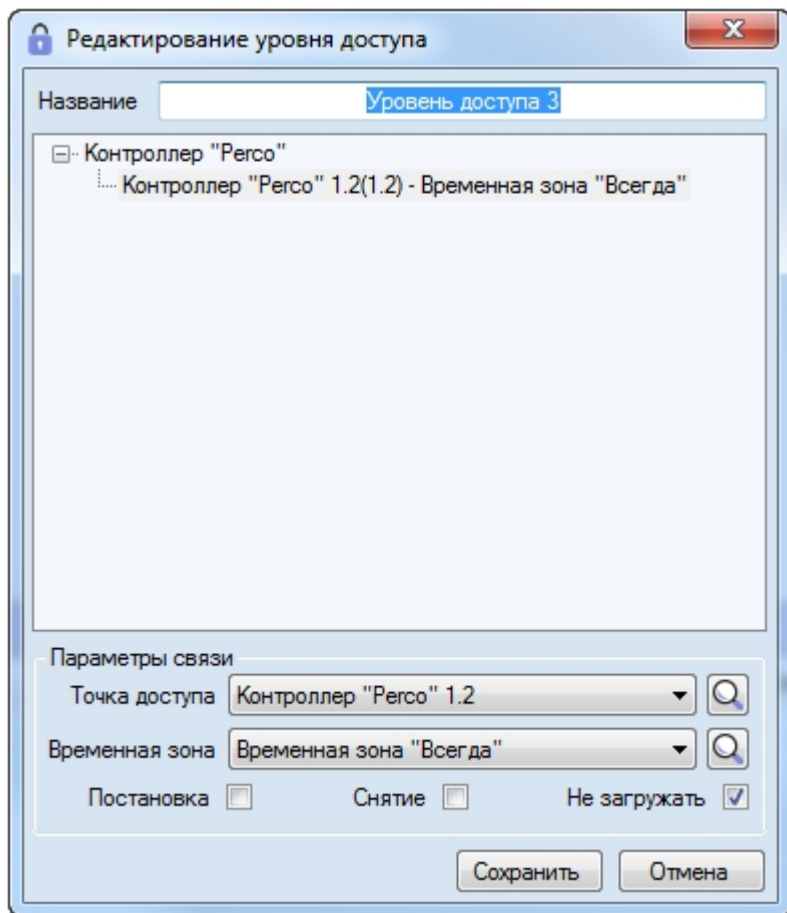 Редактирование уровня доступа
Название Уровень доступа 3
Контроллер "Perco"
Контроллер "Perco" 1.2(1.2) - Временная зона "Всегда"
Параметры связи
Точка доступа Контроллер "Perco" 1.2
Временная зона Временная зона "Всегда"
Постановка Снятие Не загружать
Сохранить Отмена